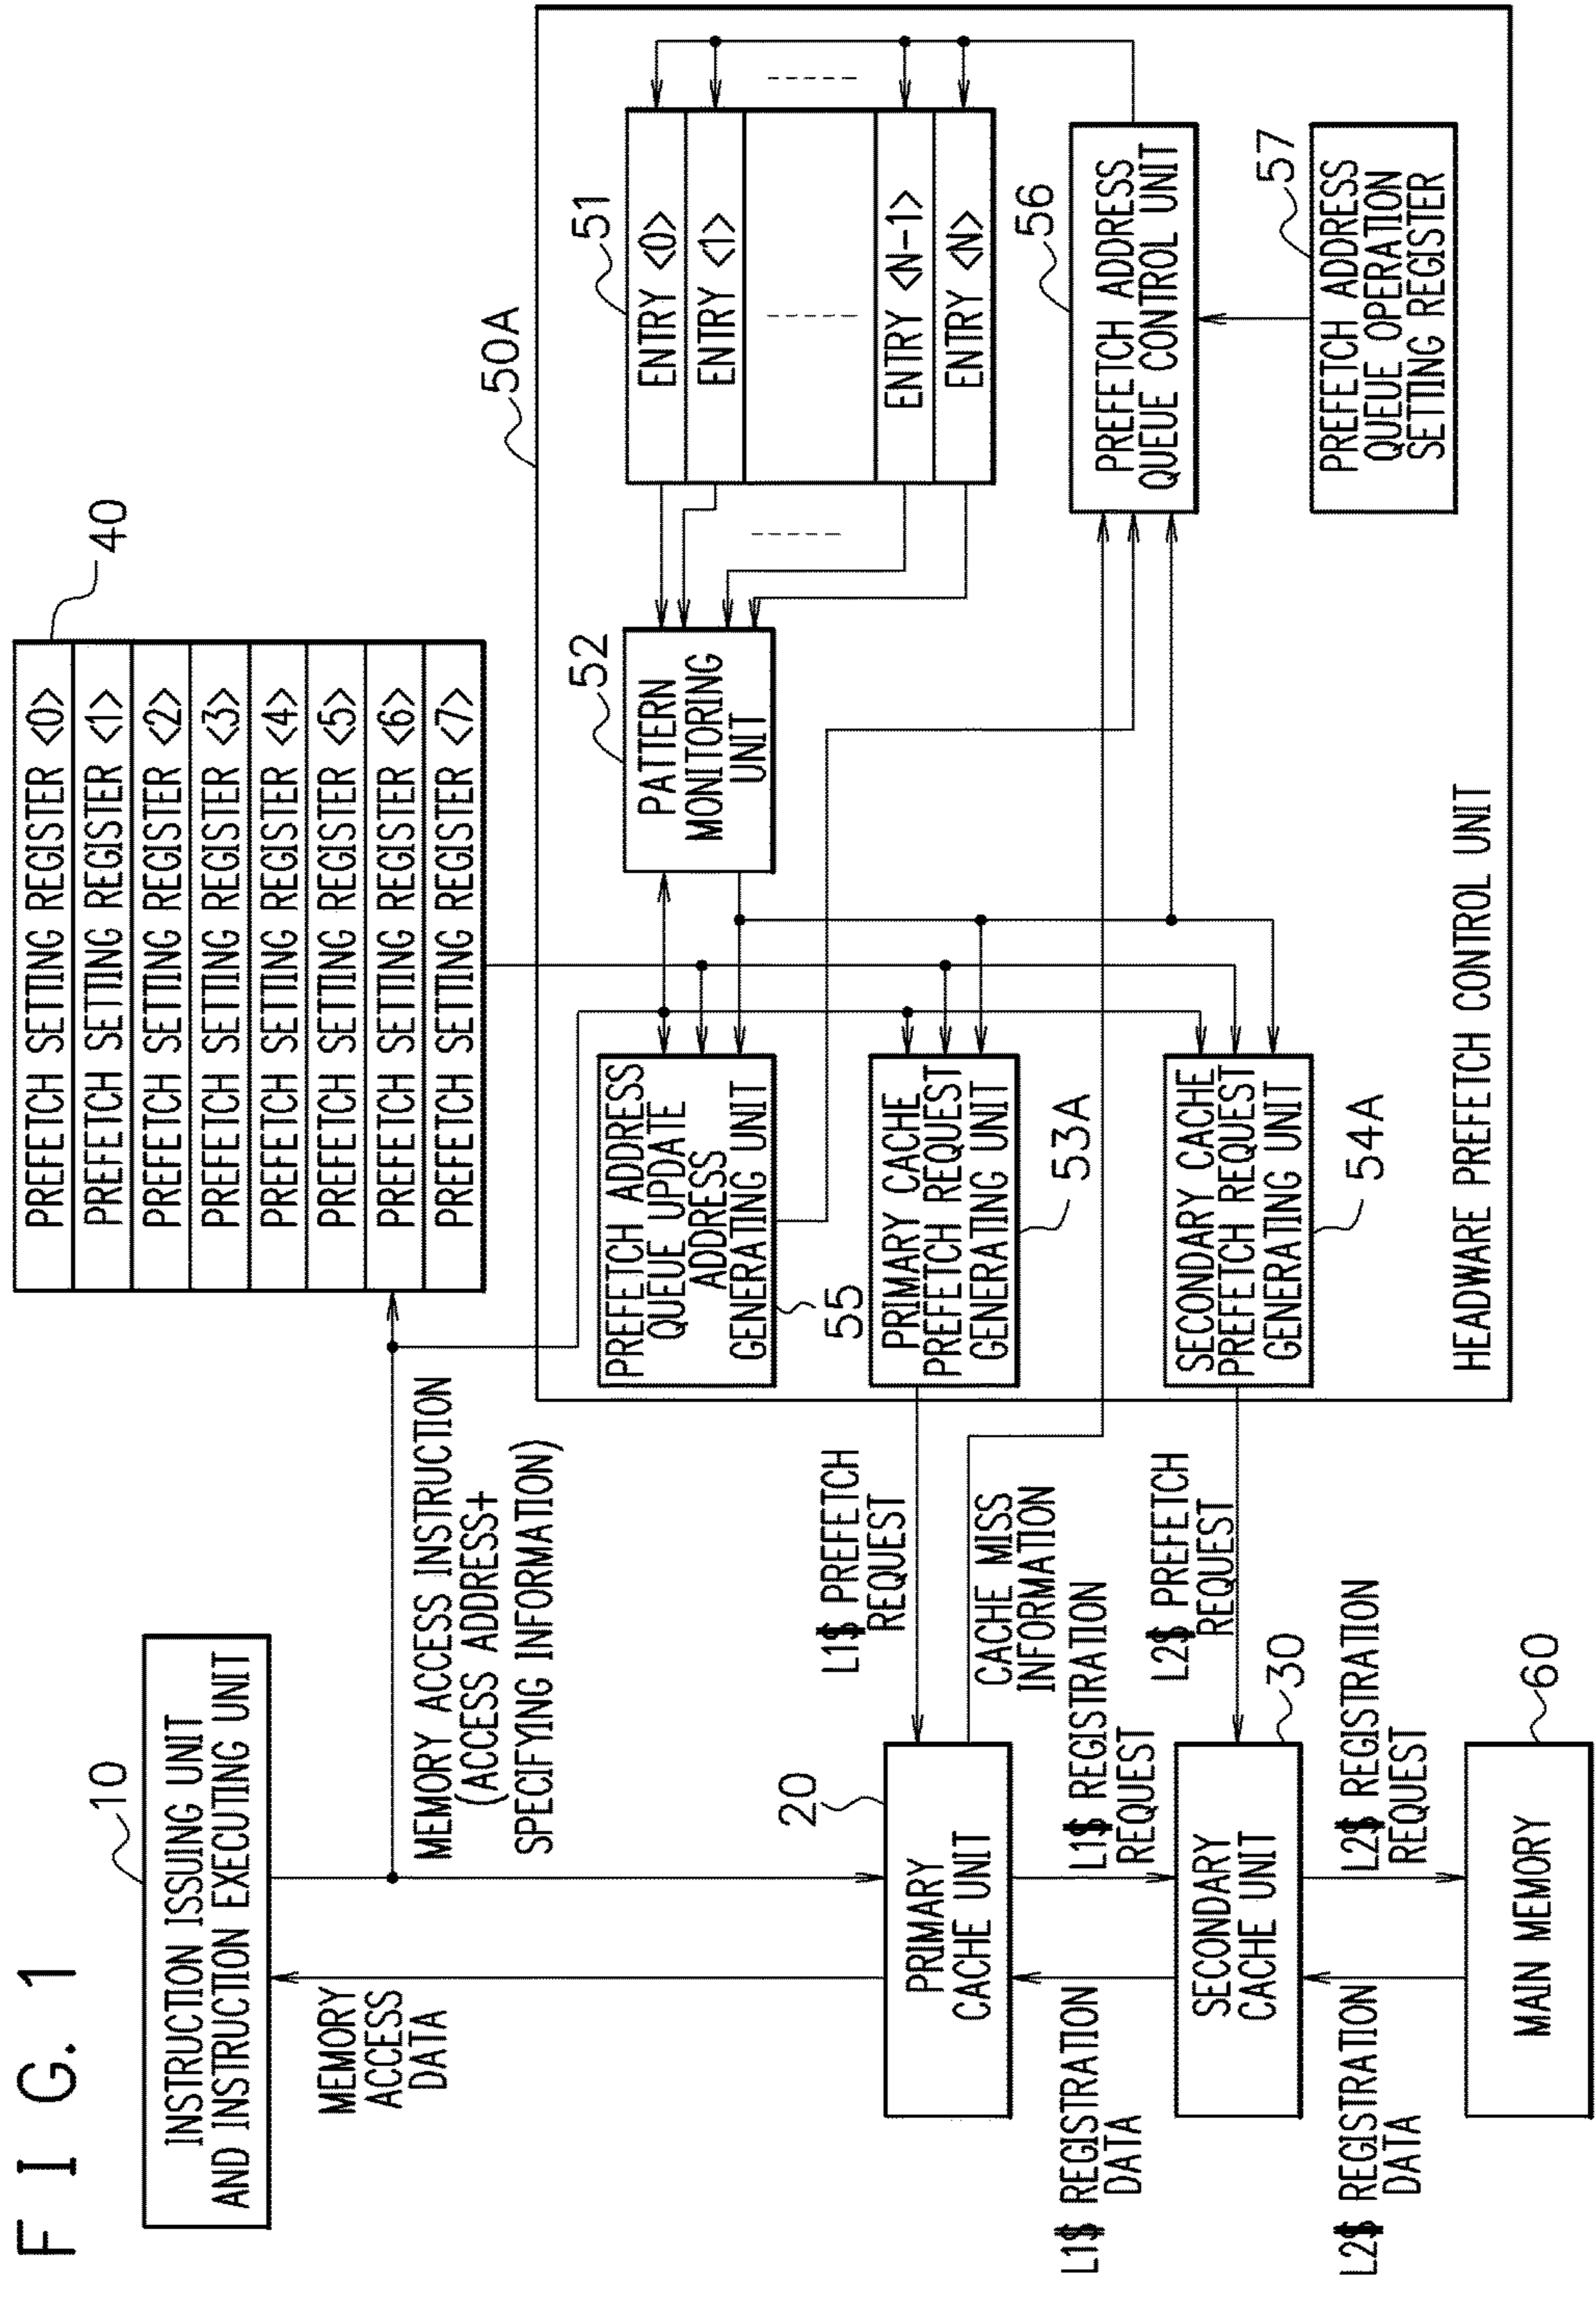 F I G. 1
10
INSTRUCTION ISSUING UNIT
AND INSTRUCTION EXECUTING UNIT
MEMORY
ACCESS
DATA
MEMORY ACCESS INSTRUCTION
(ACCESS ADDRESS+
SPECIFYING INFORMATION)
40
PREFETCH SETTING REGISTER <0>
PREFETCH SETTING REGISTER <1>
PREFETCH SETTING REGISTER <2>
PREFETCH SETTING REGISTER <3>
PREFETCH SETTING REGISTER <4>
PREFETCH SETTING REGISTER <5>
PREFETCH SETTING REGISTER <6>
PREFETCH SETTING REGISTER <7>
50A
PREFETCH ADDRESS
QUEUE UPDATE
ADDRESS
GENERATING UNIT
55
52
PATTERN
MONITORING
UNIT
51
ENTRY <0>
ENTRY <1>
ENTRY <N-1>
ENTRY <N>
20
PRIMARY
CACHE UNIT
L1$ PREFETCH
REQUEST
CACHE MISS
INFORMATION
PRIMARY CACHE
PREFETCH REQUEST
GENERATING UNIT
53A
56
PREFETCH ADDRESS
QUEUE CONTROL UNIT
L1$ REGISTRATION
DATA
L1$ REGISTRATION
REQUEST
L2$ PREFETCH
REQUEST
30
SECONDARY
CACHE UNIT
SECONDARY CACHE
PREFETCH REQUEST
GENERATING UNIT
54A
57
PREFETCH ADDRESS
QUEUE OPERATION
SETTING REGISTER
L2$ REGISTRATION
DATA
L2$ REGISTRATION
REQUEST
60
MAIN MEMORY
HEADWARE PREFETCH CONTROL UNIT